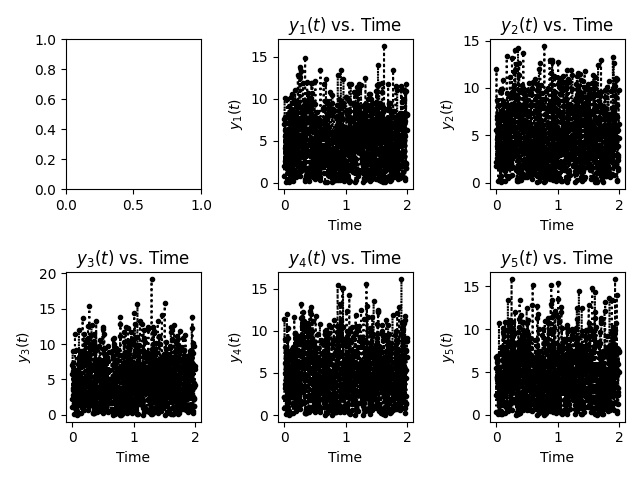 1.0
0.8
0.6
0.4
0.2
0.0
0.0 0.5 1.0
y₁(t) vs. Time
y₁(t)
15
10
5
0
0 1 2
Time
y₂(t) vs. Time
y₂(t)
15
10
5
0
0 1 2
Time
y₃(t) vs. Time
y₃(t)
20
15
10
5
0
0 1 2
Time
y₄(t) vs. Time
y₄(t)
15
10
5
0
0 1 2
Time
y₅(t) vs. Time
y₅(t)
15
10
5
0
0 1 2
Time